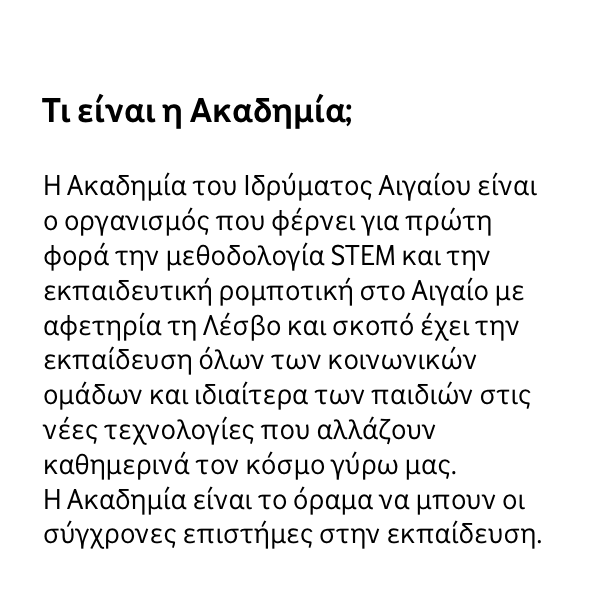 Τι είναι η Ακαδημία;
Η Ακαδημία του Ιδρύματος Αιγαίου είναι
ο οργανισμός που φέρνει για πρώτη
φορά την μεθοδολογία STEM και την
εκπαιδευτική ρομποτική στο Αιγαίο με
αφετηρία τη Λέσβο και σκοπό έχει την
εκπαίδευση όλων των κοινωνικών
ομάδων και ιδιαίτερα των παιδιών στις
νέες τεχνολογίες που αλλάζουν
καθημερινά τον κόσμο γύρω μας.
Η Ακαδημία είναι το όραμα να μπουν οι
σύγχρονες επιστήμες στην εκπαίδευση.